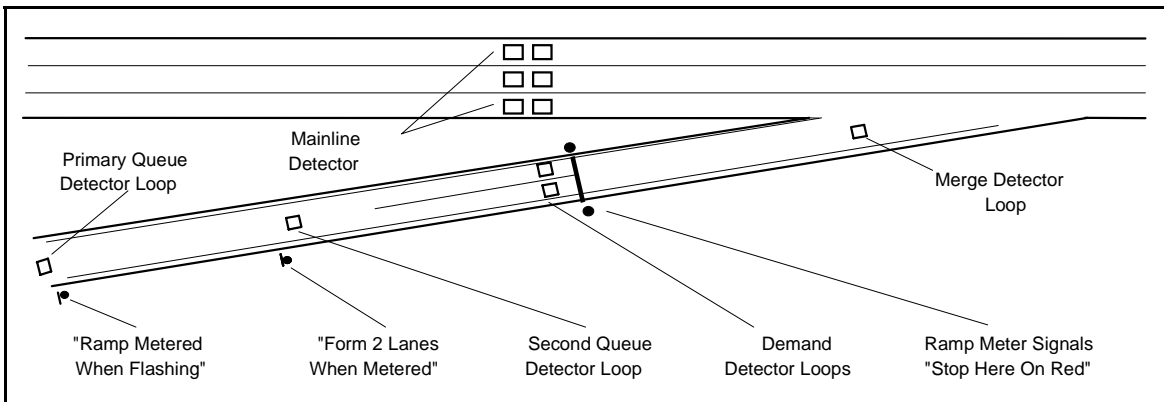 Mainline
Detector
Primary Queue
Detector Loop
Merge Detector
Loop
"Ramp Metered
When Flashing"
"Form 2 Lanes
When Metered"
Second Queue
Detector Loop
Demand
Detector Loops
Ramp Meter Signals
"Stop Here On Red"